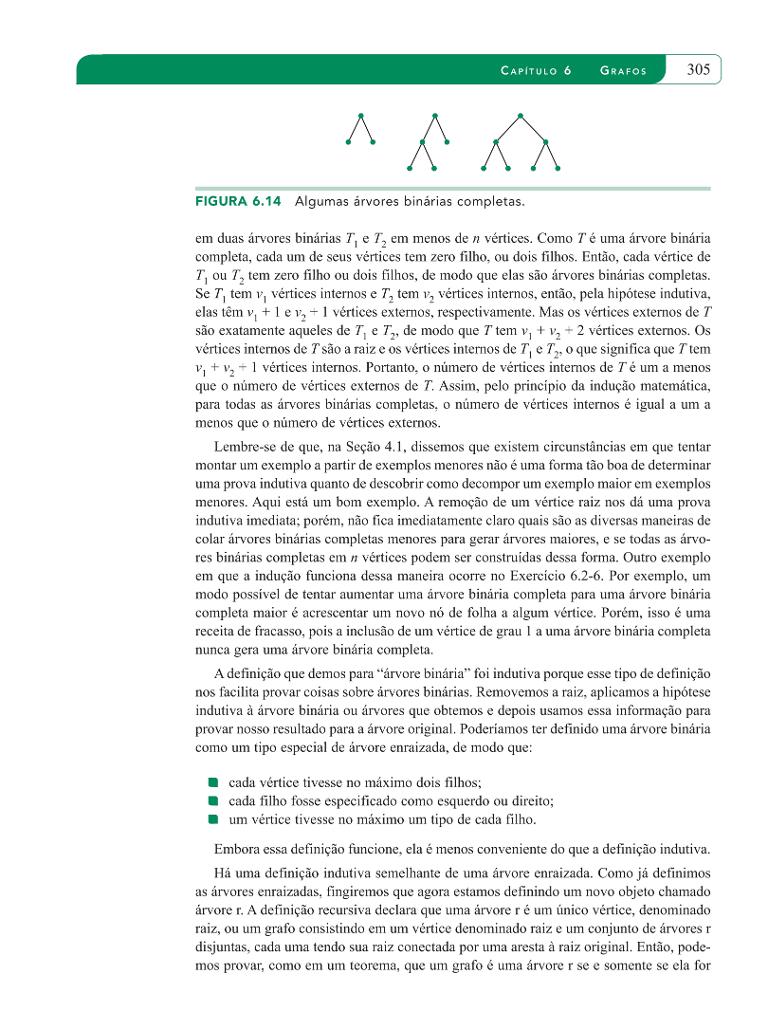 CAPÍTULO 6 GRAFOS 305
FIGURA 6.14 Algumas árvores binárias completas.
em duas árvores binárias T1 e T2 em menos de n vértices. Como T é uma árvore binária
completa, cada um de seus vértices tem zero filho, ou dois filhos. Então, cada vértice de
T1 ou T2 tem zero filho ou dois filhos, de modo que elas são árvores binárias completas.
Se T1 tem v1 vértices internos e T2 tem v2 vértices internos, então, pela hipótese indutiva,
elas têm v1 + 1 e v2 + 1 vértices externos, respectivamente. Mas os vértices externos de T
são exatamente aqueles de T1 e T2, de modo que T tem v1 + v2 + 2 vértices externos. Os
vértices internos de T são a raiz e os vértices internos de T1 e T2, o que significa que T tem
v1 + v2 + 1 vértices internos. Portanto, o número de vértices internos de T é um a menos
que o número de vértices externos de T. Assim, pelo princípio da indução matemática,
para todas as árvores binárias completas, o número de vértices internos é igual a um a
menos que o número de vértices externos.
Lembre-se de que, na Seção 4.1, dissemos que existem circunstâncias em que tentar
montar um exemplo a partir de exemplos menores não é uma forma tão boa de determinar
uma prova indutiva quanto de descobrir como decompor um exemplo maior em exemplos
menores. Aqui está um bom exemplo. A remoção de um vértice raiz nos dá uma prova
indutiva imediata; porém, não fica imediatamente claro quais são as diversas maneiras de
colar árvores binárias completas menores para gerar árvores maiores, e se todas as árvo-
res binárias completas em n vértices podem ser construídas dessa forma. Outro exemplo
em que a indução funciona dessa maneira ocorre no Exercício 6.2-6. Por exemplo, um
modo possível de tentar aumentar uma árvore binária completa para uma árvore binária
completa maior é acrescentar um novo nó de folha a algum vértice. Porém, isso é uma
receita de fracasso, pois a inclusão de um vértice de grau 1 a uma árvore binária completa
nunca gera uma árvore binária completa.
A definição que demos para “árvore binária” foi indutiva porque esse tipo de definição
nos facilita provar coisas sobre árvores binárias. Removemos a raiz, aplicamos a hipótese
indutiva à árvore binária ou árvores que obtemos e depois usamos essa informação para
provar nosso resultado para a árvore original. Poderíamos ter definido uma árvore binária
como um tipo especial de árvore enraizada, de modo que:
cada vértice tivesse no máximo dois filhos;
cada filho fosse especificado como esquerdo ou direito;
um vértice tivesse no máximo um tipo de cada filho.
Embora essa definição funcione, ela é menos conveniente do que a definição indutiva.
Há uma definição indutiva semelhante de uma árvore enraizada. Como já definimos
as árvores enraizadas, fingiremos que agora estamos definindo um novo objeto chamado
árvore r. A definição recursiva declara que uma árvore r é um único vértice, denominado
raiz, ou um grafo consistindo em um vértice denominado raiz e um conjunto de árvores r
disjuntas, cada uma tendo sua raiz conectada por uma aresta à raiz original. Então, pode-
mos provar, como em um teorema, que um grafo é uma árvore r se e somente se ela for